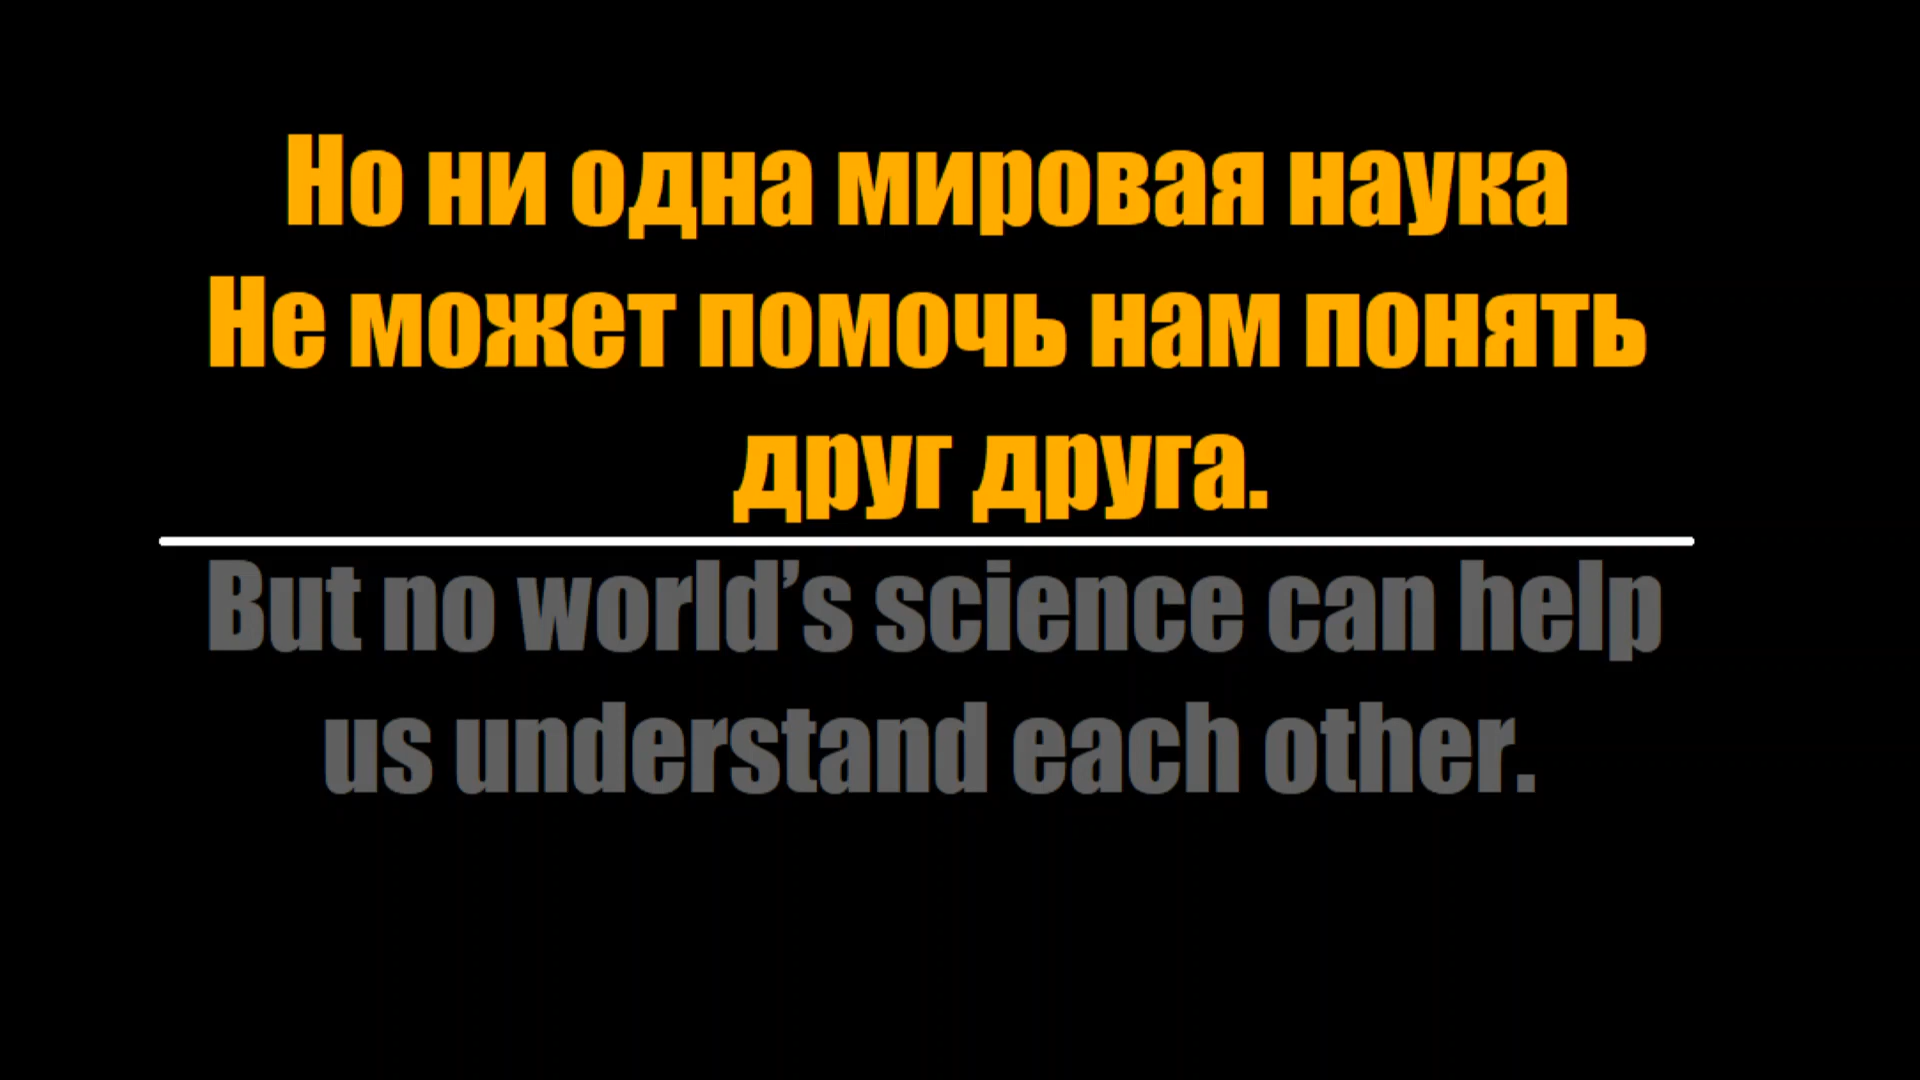 Но ни одна мировая наука
Не может помочь нам понять
друг друга.
But no world’s science can help
us understand each other.